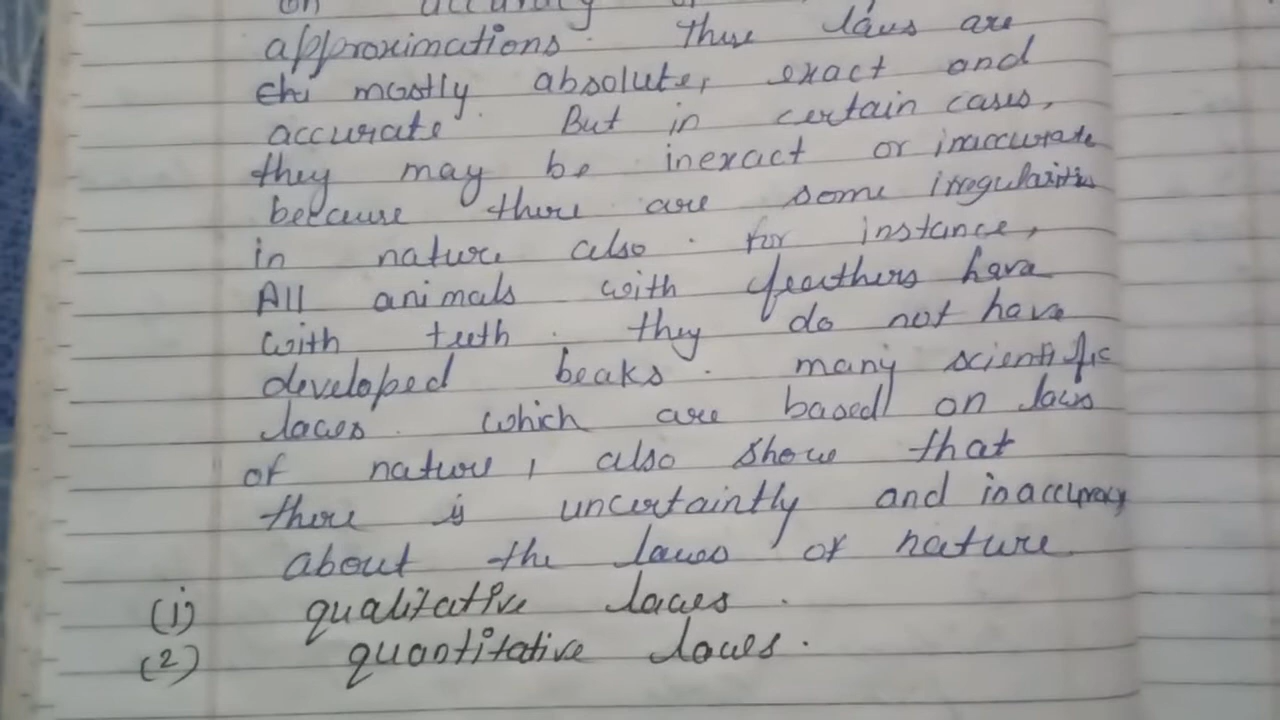 on accuracy
approximations. These laws are
mostly absolute, exact and
accurate. But in certain cases,
they may be inexact or inaccurate
because there are some irregularities
in nature also. for instance,
All animals with feathers have
with teeth. they do not have
developed beaks. many scientific
laws which are based on laws
of nature, also show that
there is uncertaintly and inaccuracy
about the laws of nature
(1) qualitative laws.
(2) quantitative laws.